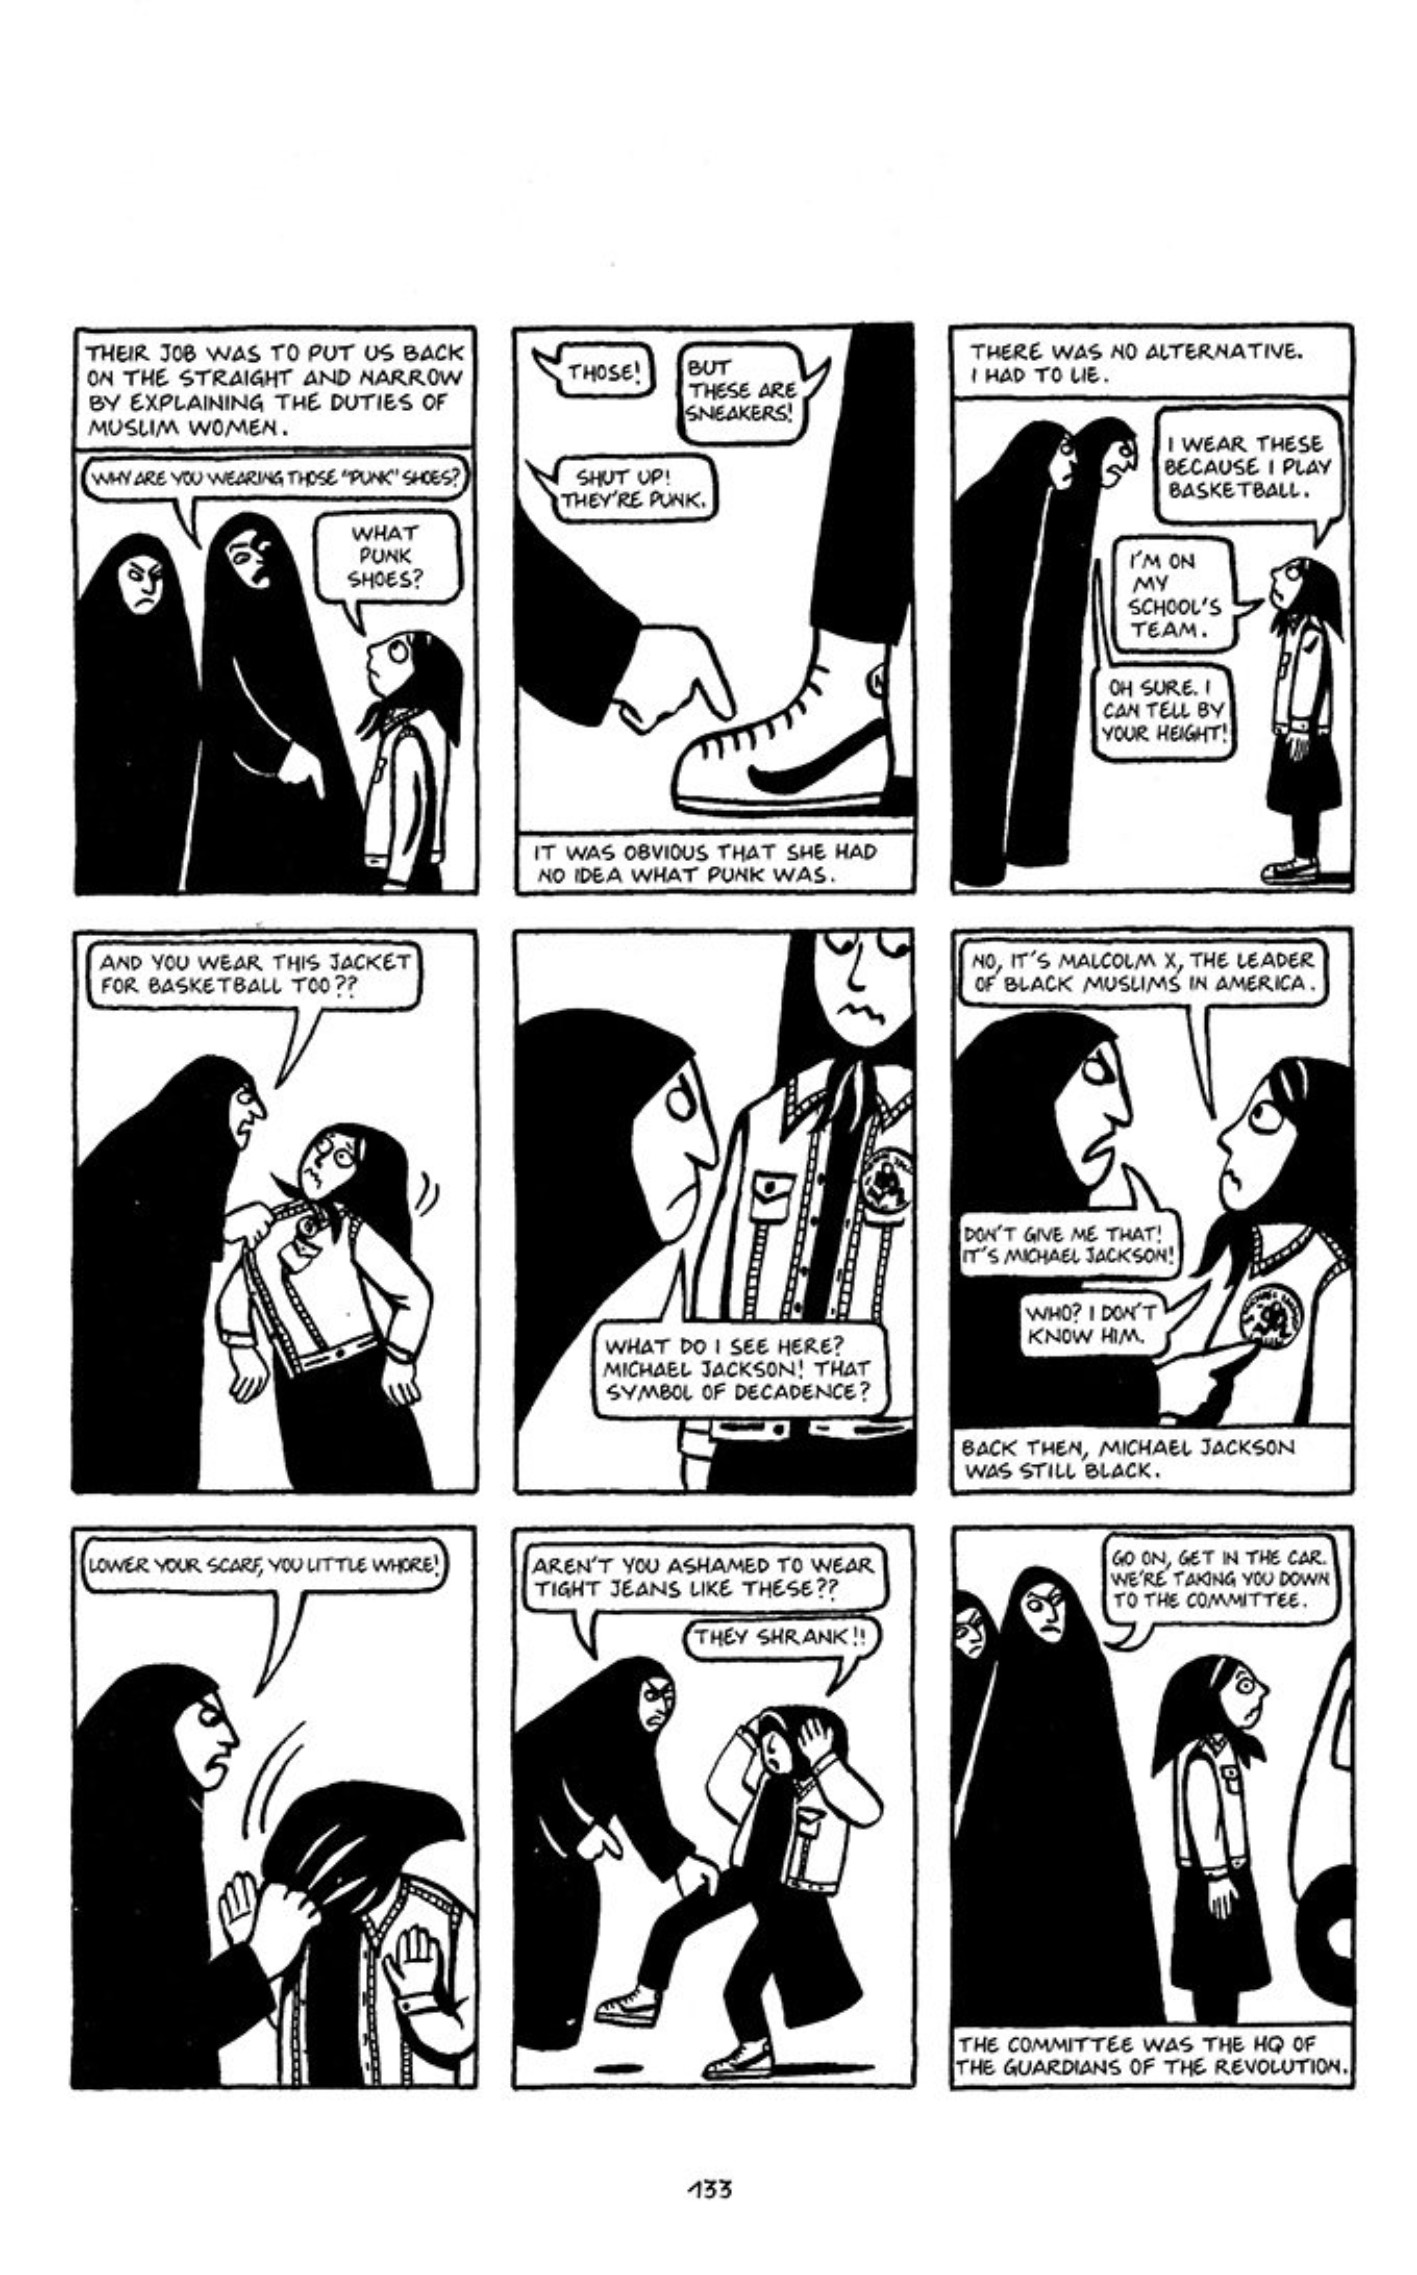 THEIR JOB WAS TO PUT US BACK
ON THE STRAIGHT AND NARROW
BY EXPLAINING THE DUTIES OF
MUSLIM WOMEN.
WHY ARE YOU WEARING THOSE "PUNK" SHOES?
WHAT
PUNK
SHOES?
THOSE!
BUT
THESE ARE
SNEAKERS!
SHUT UP!
THEY'RE PUNK.
IT WAS OBVIOUS THAT SHE HAD
NO IDEA WHAT PUNK WAS.
THERE WAS NO ALTERNATIVE.
I HAD TO LIE.
I WEAR THESE
BECAUSE I PLAY
BASKETBALL.
I'M ON
MY
SCHOOL'S
TEAM.
OH SURE. I
CAN TELL BY
YOUR HEIGHT!
AND YOU WEAR THIS JACKET
FOR BASKETBALL TOO??
WHAT DO I SEE HERE?
MICHAEL JACKSON! THAT
SYMBOL OF DECADENCE?
NO, IT'S MALCOLM X, THE LEADER
OF BLACK MUSLIMS IN AMERICA.
DON'T GIVE ME THAT!
IT'S MICHAEL JACKSON!
WHO? I DON'T
KNOW HIM.
BACK THEN, MICHAEL JACKSON
WAS STILL BLACK.
LOWER YOUR SCARF, YOU LITTLE WHORE!
AREN'T YOU ASHAMED TO WEAR
TIGHT JEANS LIKE THESE??
THEY SHRANK!!
GO ON, GET IN THE CAR.
WE'RE TAKING YOU DOWN
TO THE COMMITTEE.
THE COMMITTEE WAS THE HQ OF
THE GUARDIANS OF THE REVOLUTION.
133